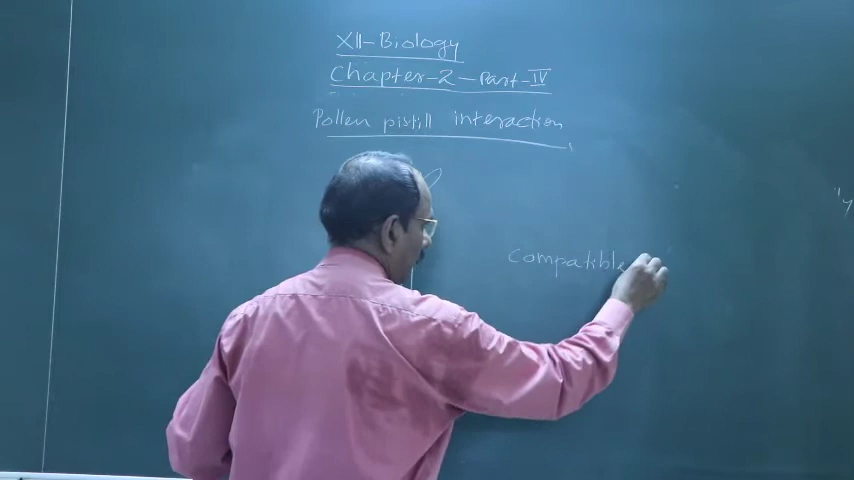 XII-Biology
Chapter-2-Part-IV
Pollen pistill interaction
Compatible